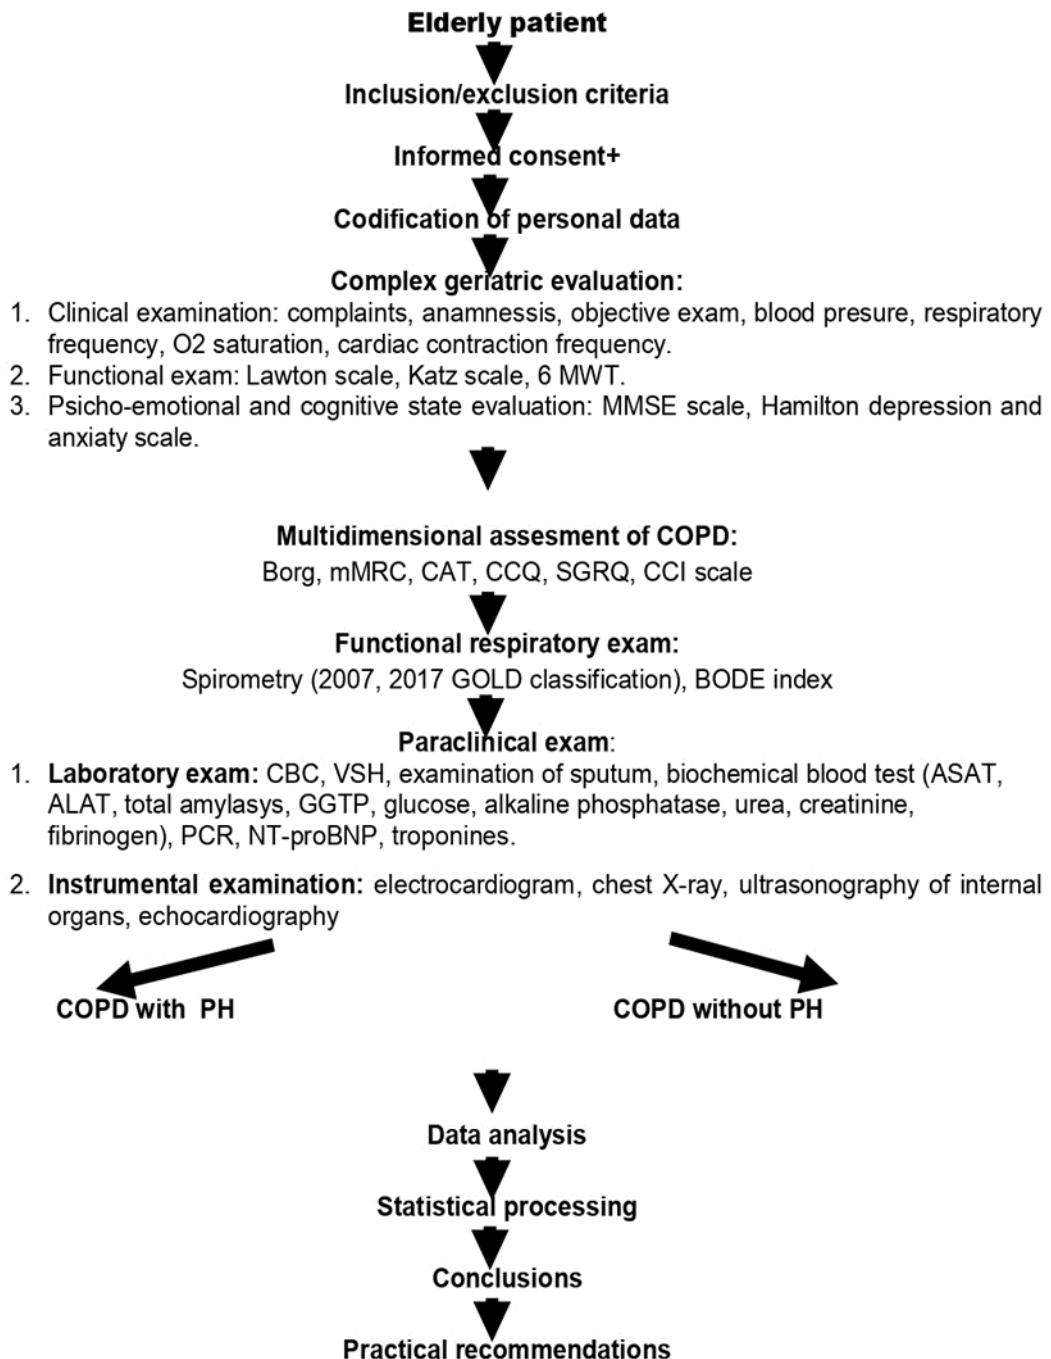 Elderly patient
Inclusion/exclusion criteria
Informed consent+
Codification of personal data
Complex geriatric evaluation:
1. Clinical examination: complaints, anamnessis, objective exam, blood presure, respiratory
frequency, O2 saturation, cardiac contraction frequency.
2. Functional exam: Lawton scale, Katz scale, 6 MWT.
3. Psicho-emotional and cognitive state evaluation: MMSE scale, Hamilton depression and
anxiaty scale.
Multidimensional assesment of COPD:
Borg, mMRC, CAT, CCQ, SGRQ, CCI scale
Functional respiratory exam:
Spirometry (2007, 2017 GOLD classification), BODE index
Paraclinical exam:
1. Laboratory exam: CBC, VSH, examination of sputum, biochemical blood test (ASAT,
ALAT, total amylasys, GGTP, glucose, alkaline phosphatase, urea, creatinine,
fibrinogen), PCR, NT-proBNP, troponines.
2. Instrumental examination: electrocardiogram, chest X-ray, ultrasonography of internal
organs, echocardiography
COPD with PH
COPD without PH
Data analysis
Statistical processing
Conclusions
Practical recommendations